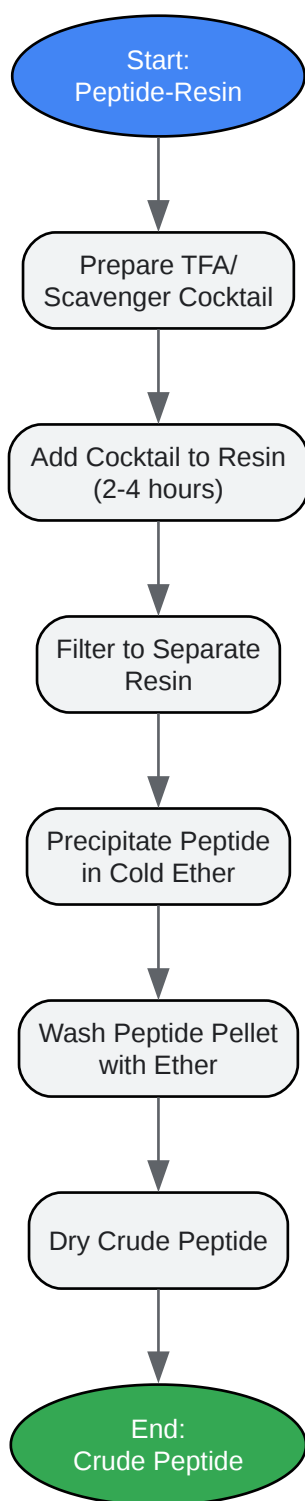 Start:
Peptide-Resin
Prepare TFA/
Scavenger Cocktail
Add Cocktail to Resin
(2-4 hours)
Filter to Separate
Resin
Precipitate Peptide
in Cold Ether
Wash Peptide Pellet
with Ether
Dry Crude Peptide
End:
Crude Peptide